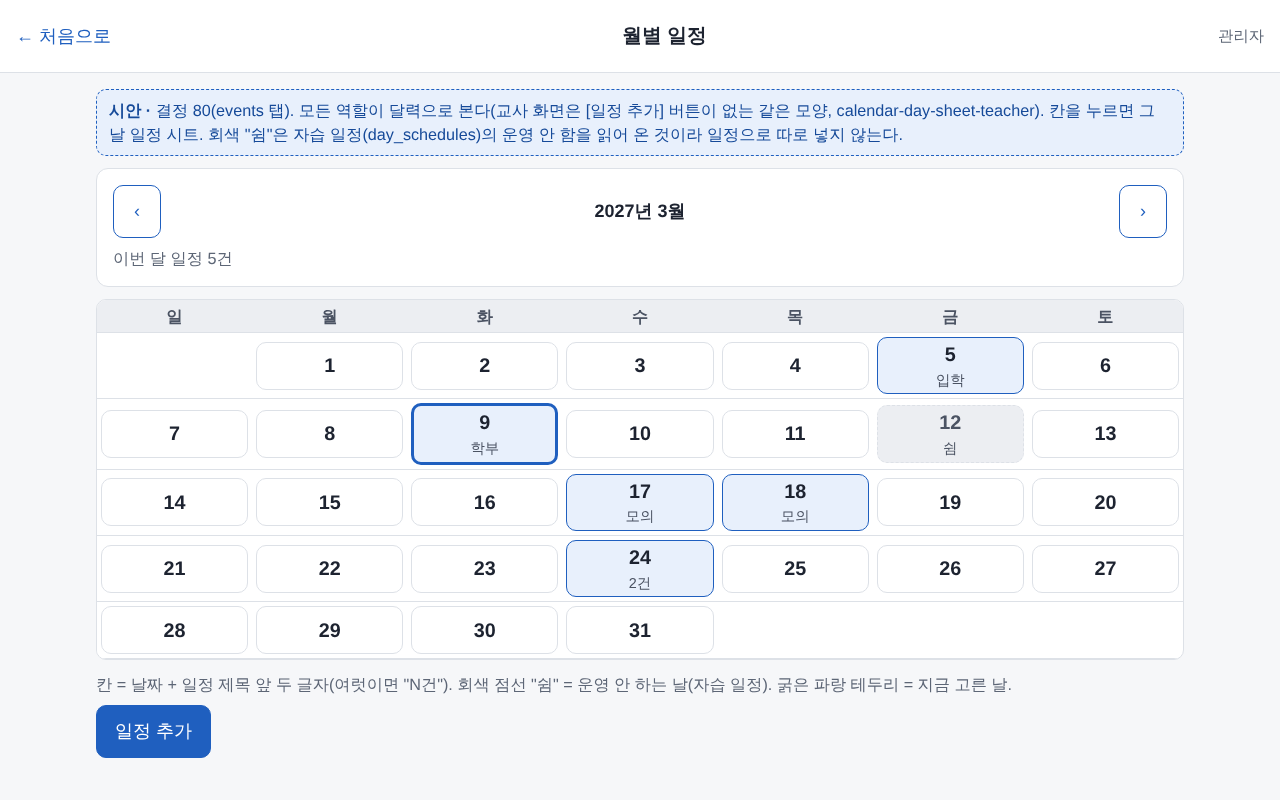 ← 처음으로
월별 일정
관리자
시안 · 결정 80(events 탭). 모든 역할이 달력으로 본다(교사 화면은 [일정 추가] 버튼이 없는 같은 모양, calendar-day-sheet-teacher). 칸을 누르면 그
날 일정 시트. 회색 "쉼"은 자습 일정(day_schedules)의 운영 안 함을 읽어 온 것이라 일정으로 따로 넣지 않는다.
‹
2027년 3월
›
이번 달 일정 5건
일 월 화 수 목 금 토
1 2 3 4 5 6
입학
7 8 9 10 11 12 13
학부 쉼
14 15 16 17 18 19 20
모의 모의
21 22 23 24 25 26 27
2건
28 29 30 31
칸 = 날짜 + 일정 제목 앞 두 글자(여럿이면 "N건"). 회색 점선 "쉼" = 운영 안 하는 날(자습 일정). 굵은 파랑 테두리 = 지금 고른 날.
일정 추가